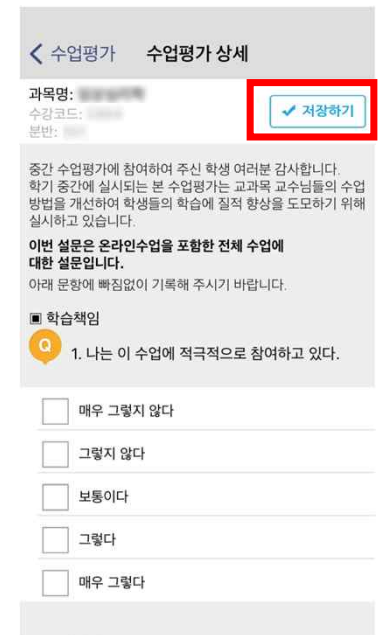 수업평가 수업평가 상세
과목명:
저장하기
수강코드:
분반:
중간 수업평가에 참여하여 주신 학생 여러분 감사합니다.
학기 중간에 실시되는 본 수업평가는 교과목 교수님들의 수업
방법을 개선하여 학생들의 학습에 질적 향상을 도모하기 위해
실시하고 있습니다.
이번 설문은 온라인수업을 포함한 전체 수업에
대한 설문입니다.
아래 문항에 빠짐없이 기록해 주시기 바랍니다.
▣ 학습책임
Q 1. 나는 이 수업에 적극적으로 참여하고 있다.
매우 그렇지 않다
그렇지 않다
보통이다
그렇다
매우 그렇다